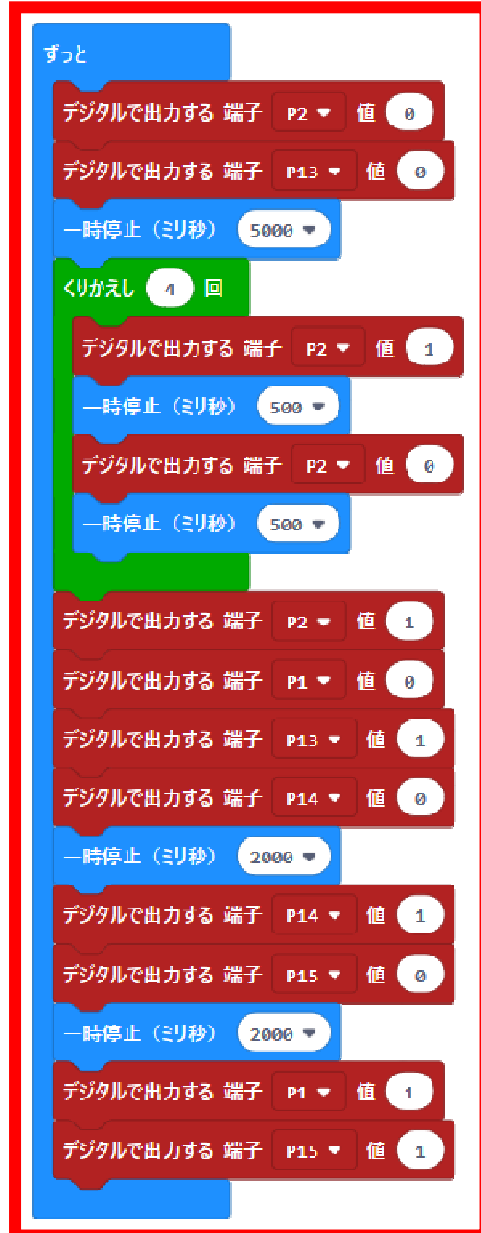 ずっと
デジタルで出力する 端子 P2 値 0
デジタルで出力する 端子 P13 値 0
一時停止（ミリ秒） 5000
くりかえし 4 回
デジタルで出力する 端子 P2 値 1
一時停止（ミリ秒） 500
デジタルで出力する 端子 P2 値 0
一時停止（ミリ秒） 500
デジタルで出力する 端子 P2 値 1
デジタルで出力する 端子 P1 値 0
デジタルで出力する 端子 P13 値 1
デジタルで出力する 端子 P14 値 0
一時停止（ミリ秒） 2000
デジタルで出力する 端子 P14 値 1
デジタルで出力する 端子 P15 値 0
一時停止（ミリ秒） 2000
デジタルで出力する 端子 P1 値 1
デジタルで出力する 端子 P15 値 1